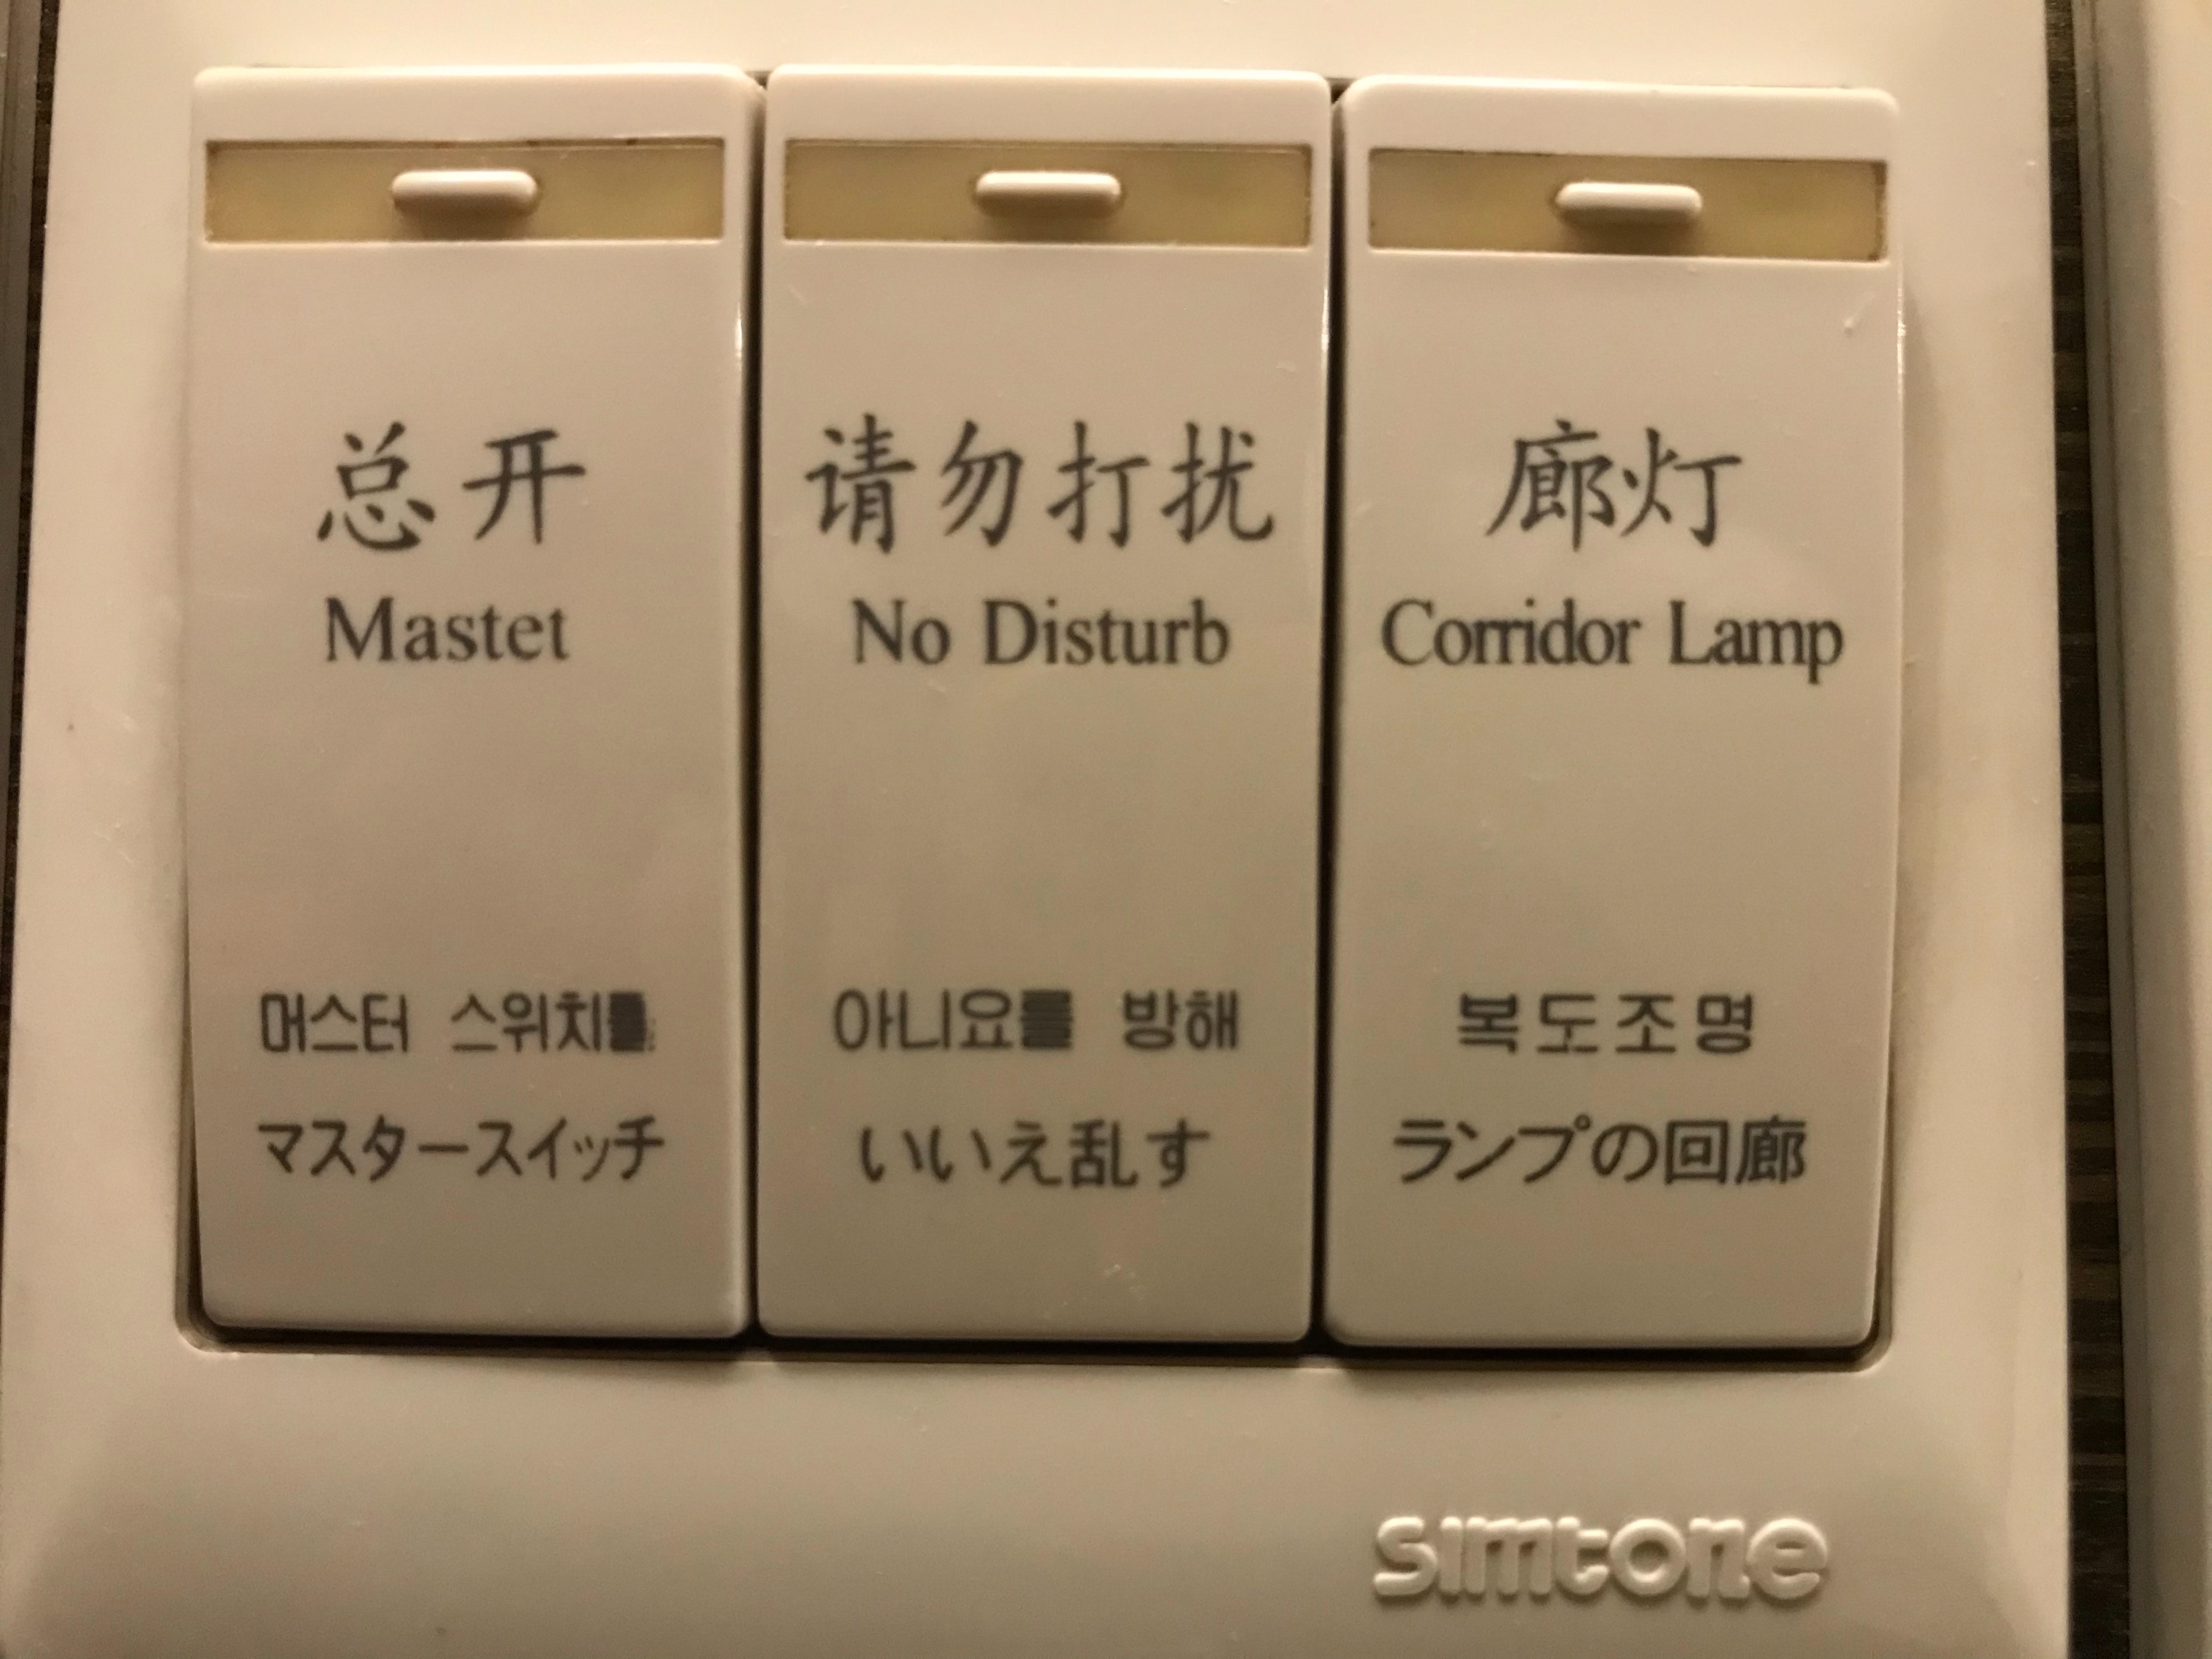 总开
Mastet
머스터 스위치를
マスタースイッチ
请勿打扰
No Disturb
아니요를 방해
いいえ乱す
廊灯
Corridor Lamp
복도조명
ランプの回廊
simtone